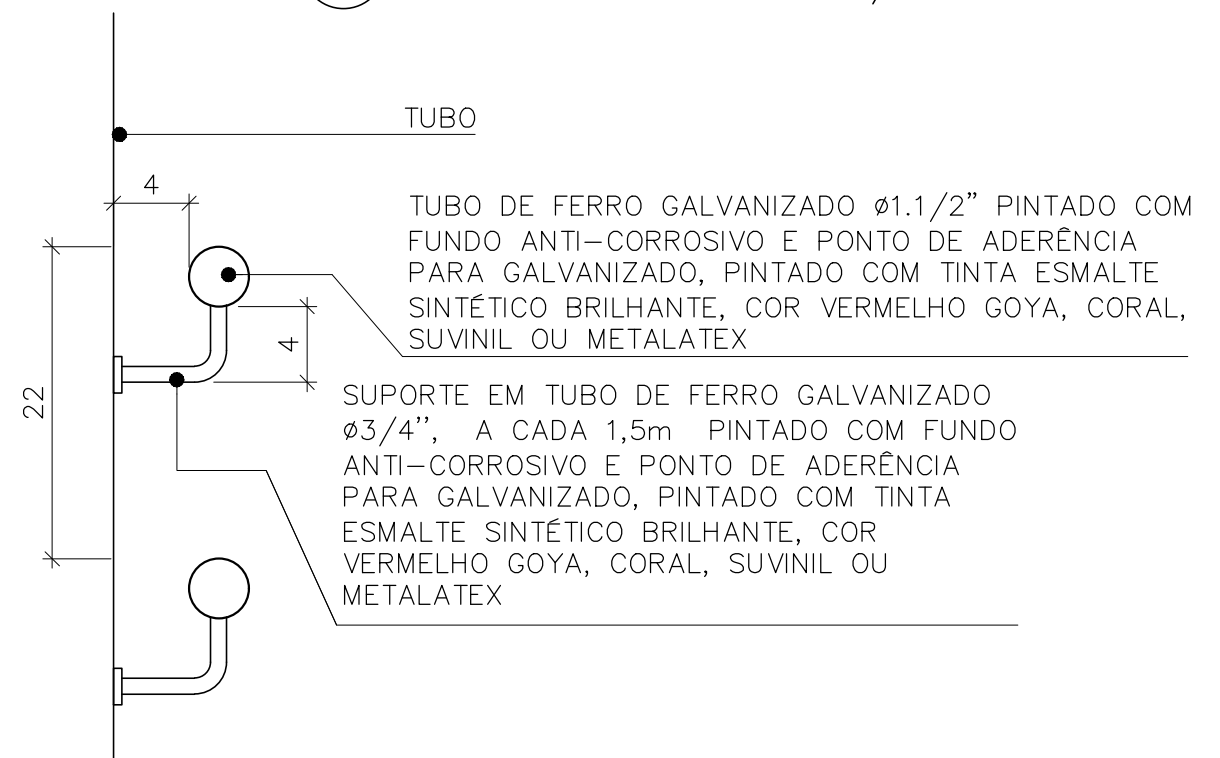 TUBO
4
TUBO DE FERRO GALVANIZADO ø1.1/2” PINTADO COM
FUNDO ANTI-CORROSIVO E PONTO DE ADERÊNCIA
PARA GALVANIZADO, PINTADO COM TINTA ESMALTE
SINTÉTICO BRILHANTE, COR VERMELHO GOYA, CORAL,
SUVINIL OU METALATEX
4
22
SUPORTE EM TUBO DE FERRO GALVANIZADO
ø3/4’’, A CADA 1,5m PINTADO COM FUNDO
ANTI-CORROSIVO E PONTO DE ADERÊNCIA
PARA GALVANIZADO, PINTADO COM TINTA
ESMALTE SINTÉTICO BRILHANTE, COR
VERMELHO GOYA, CORAL, SUVINIL OU
METALATEX